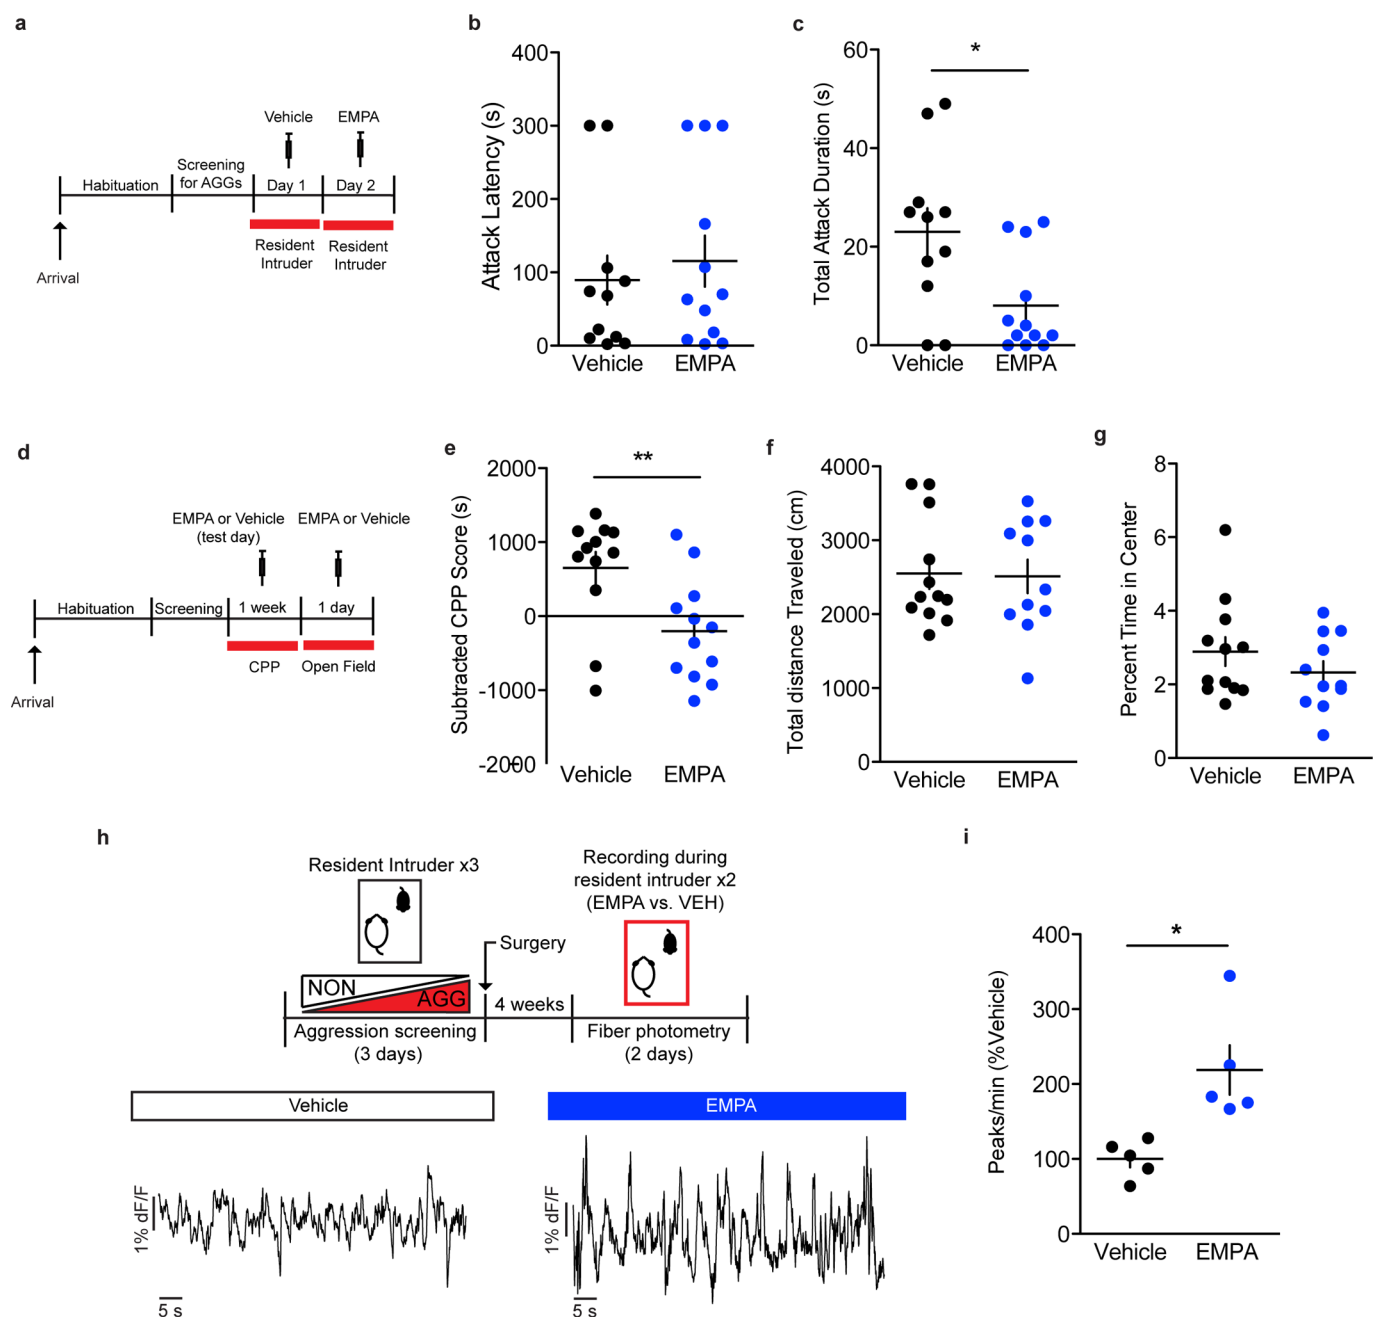 a
Vehicle
EMPA
Screening
for AGGs
Habituation
Day 1
Day 2
Resident
Intruder
Resident
Intruder
Arrival
b
Attack Latency (s)
400
300
200
100
0
Vehicle
EMPA
c
*
Total Attack Duration (s)
60
40
20
0
Vehicle
EMPA
d
EMPA or Vehicle
(test day)
EMPA or Vehicle
Habituation
Screening
1 week
1 day
CPP
Open Field
Arrival
e
**
Subtracted CPP Score (s)
2000
1000
0
-1000
-2000
Vehicle
EMPA
f
Total distance Traveled (cm)
4000
3000
2000
1000
0
Vehicle
EMPA
g
Percent Time in Center
8
6
4
2
0
Vehicle
EMPA
h
Resident Intruder x3
Recording during
resident intruder x2
(EMPA vs. VEH)
Surgery
NON
AGG
4 weeks
Aggression screening
(3 days)
Fiber photometry
(2 days)
Vehicle
EMPA
1% dF/F
5 s
1% dF/F
5 s
i
*
Peaks/min (%Vehicle)
400
300
200
100
0
Vehicle
EMPA